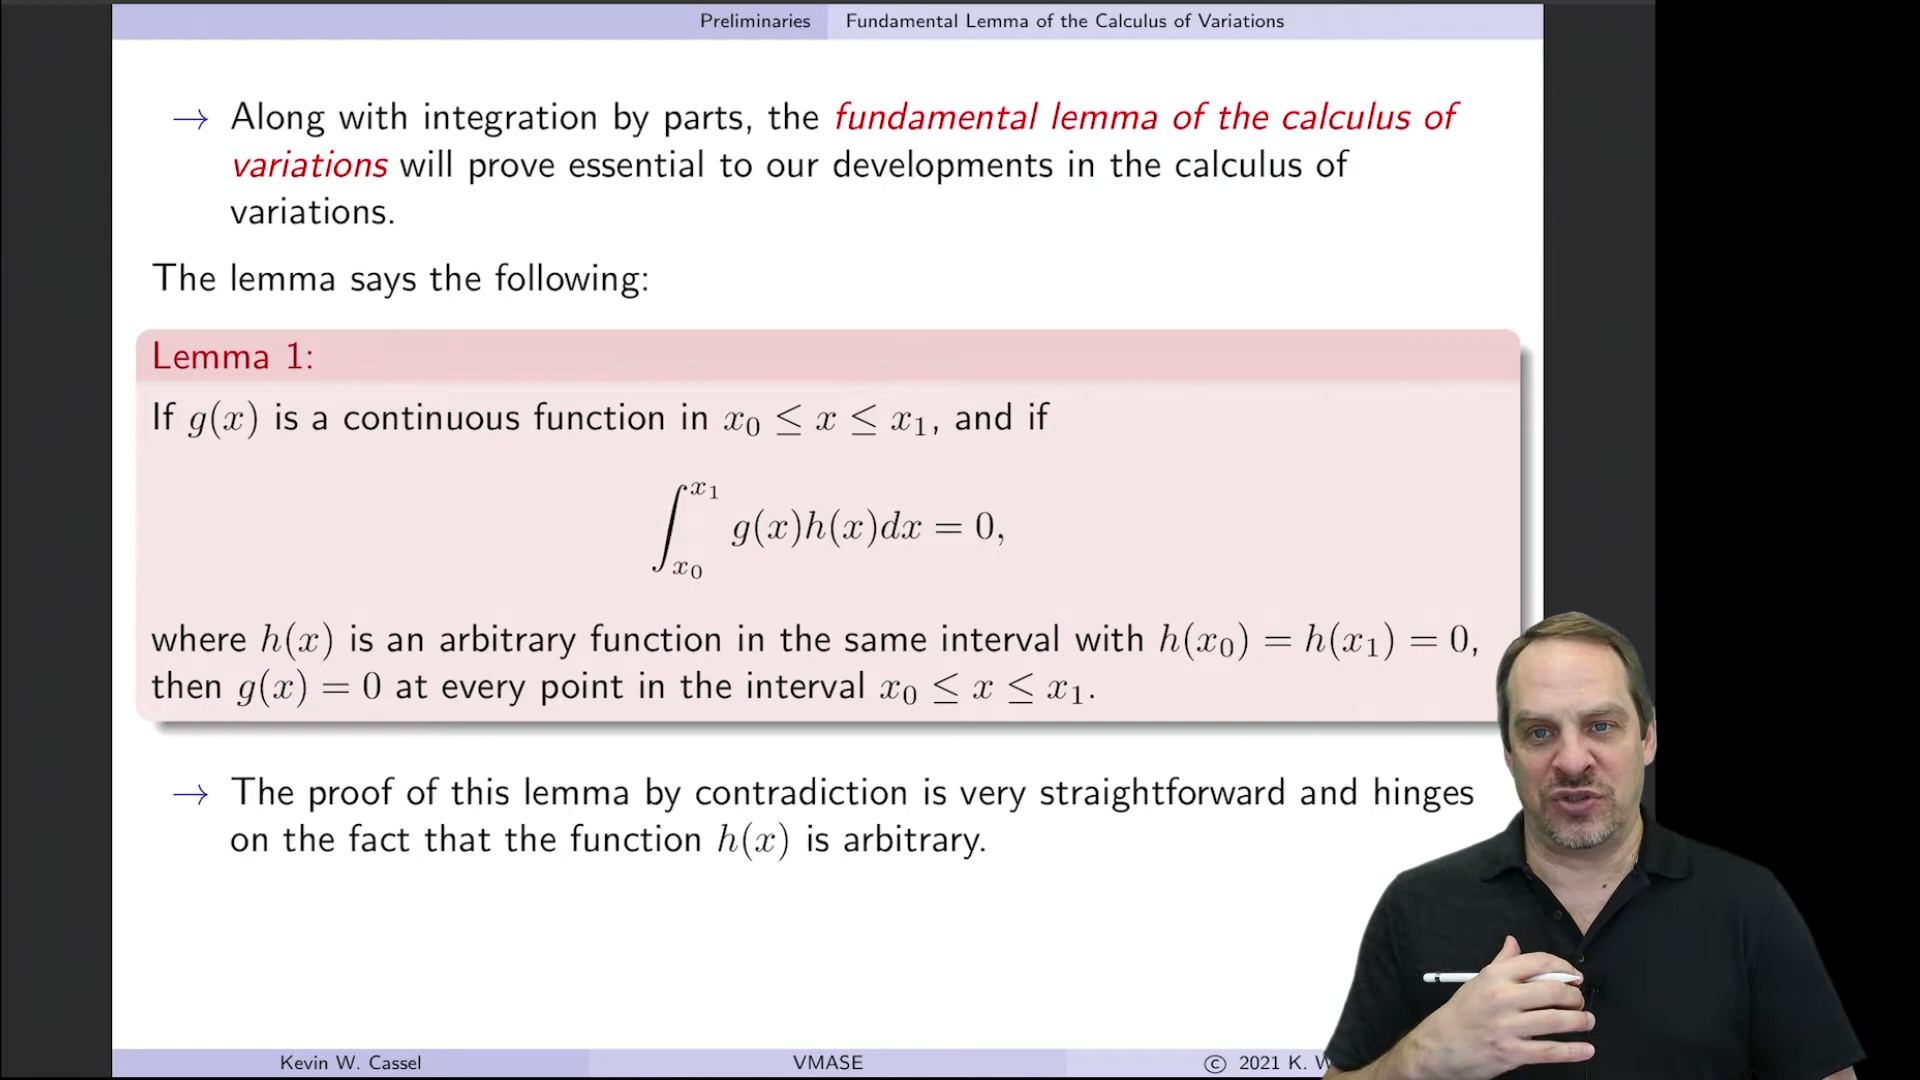 Preliminaries Fundamental Lemma of the Calculus of Variations
→ Along with integration by parts, the fundamental lemma of the calculus of
variations will prove essential to our developments in the calculus of
variations.
The lemma says the following:
Lemma 1:
If g(x) is a continuous function in x₀ ≤ x ≤ x₁, and if
∫_{x₀}^{x₁} g(x)h(x)dx = 0,
where h(x) is an arbitrary function in the same interval with h(x₀) = h(x₁) = 0,
then g(x) = 0 at every point in the interval x₀ ≤ x ≤ x₁.
→ The proof of this lemma by contradiction is very straightforward and hinges
on the fact that the function h(x) is arbitrary.
Kevin W. Cassel VMASE © 2021 K.